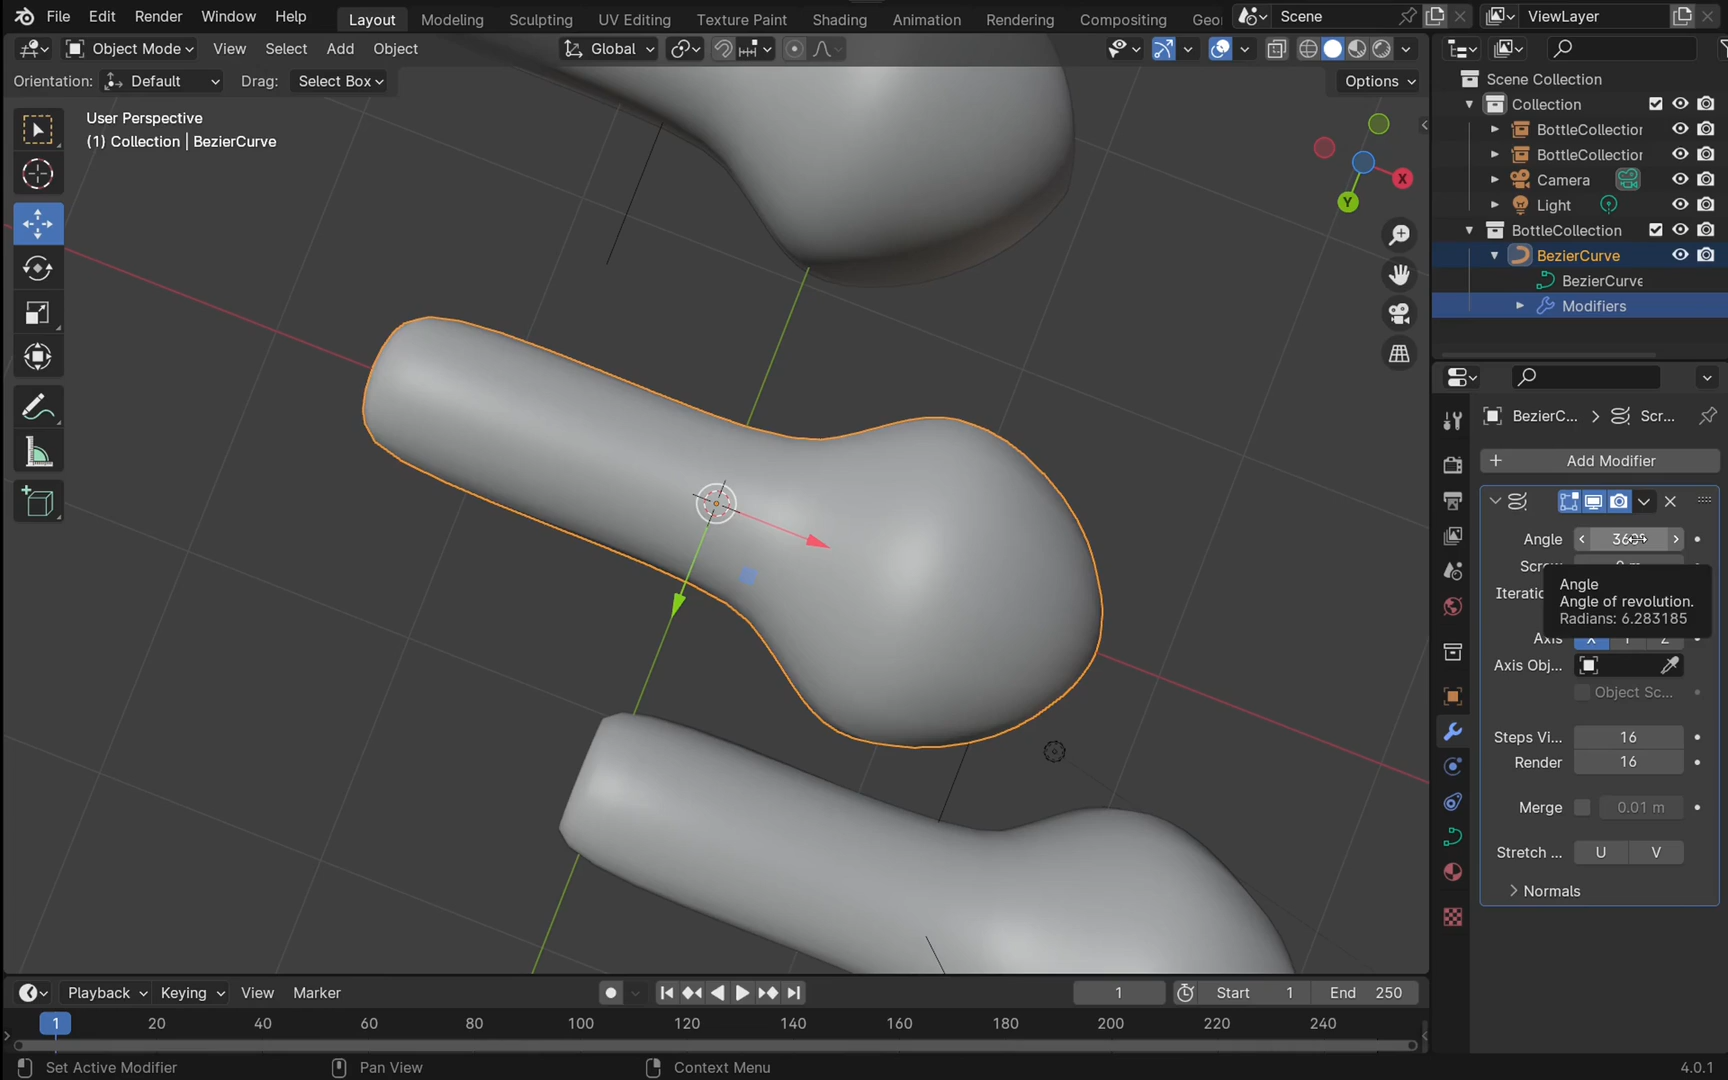 File Edit Render Window Help Layout Modeling Sculpting UV Editing Texture Paint Shading Animation Rendering Compositing Scene ViewLayer
Object Mode View Select Add Object Global
Orientation: Default Drag: Select Box Options
User Perspective
(1) Collection | BezierCurve
X
Y
Scene Collection
Collection
BottleCollection
BottleCollection
Camera
Light
BottleCollection
BezierCurve
BezierCurve
Modifiers
BezierC... > Scr...
+ Add Modifier
Angle
Angle
Angle of revolution.
Radians: 6.283185
Axis X
Axis Obj...
Object Sc...
Steps Vi... 16
Render 16
Merge 0.01 m
Stretch ... U V
Normals
Playback Keying View Marker 1 Start 1 End 250
1 20 40 60 80 100 120 140 160 180 200 220 240
Set Active Modifier Pan View Context Menu 4.0.1